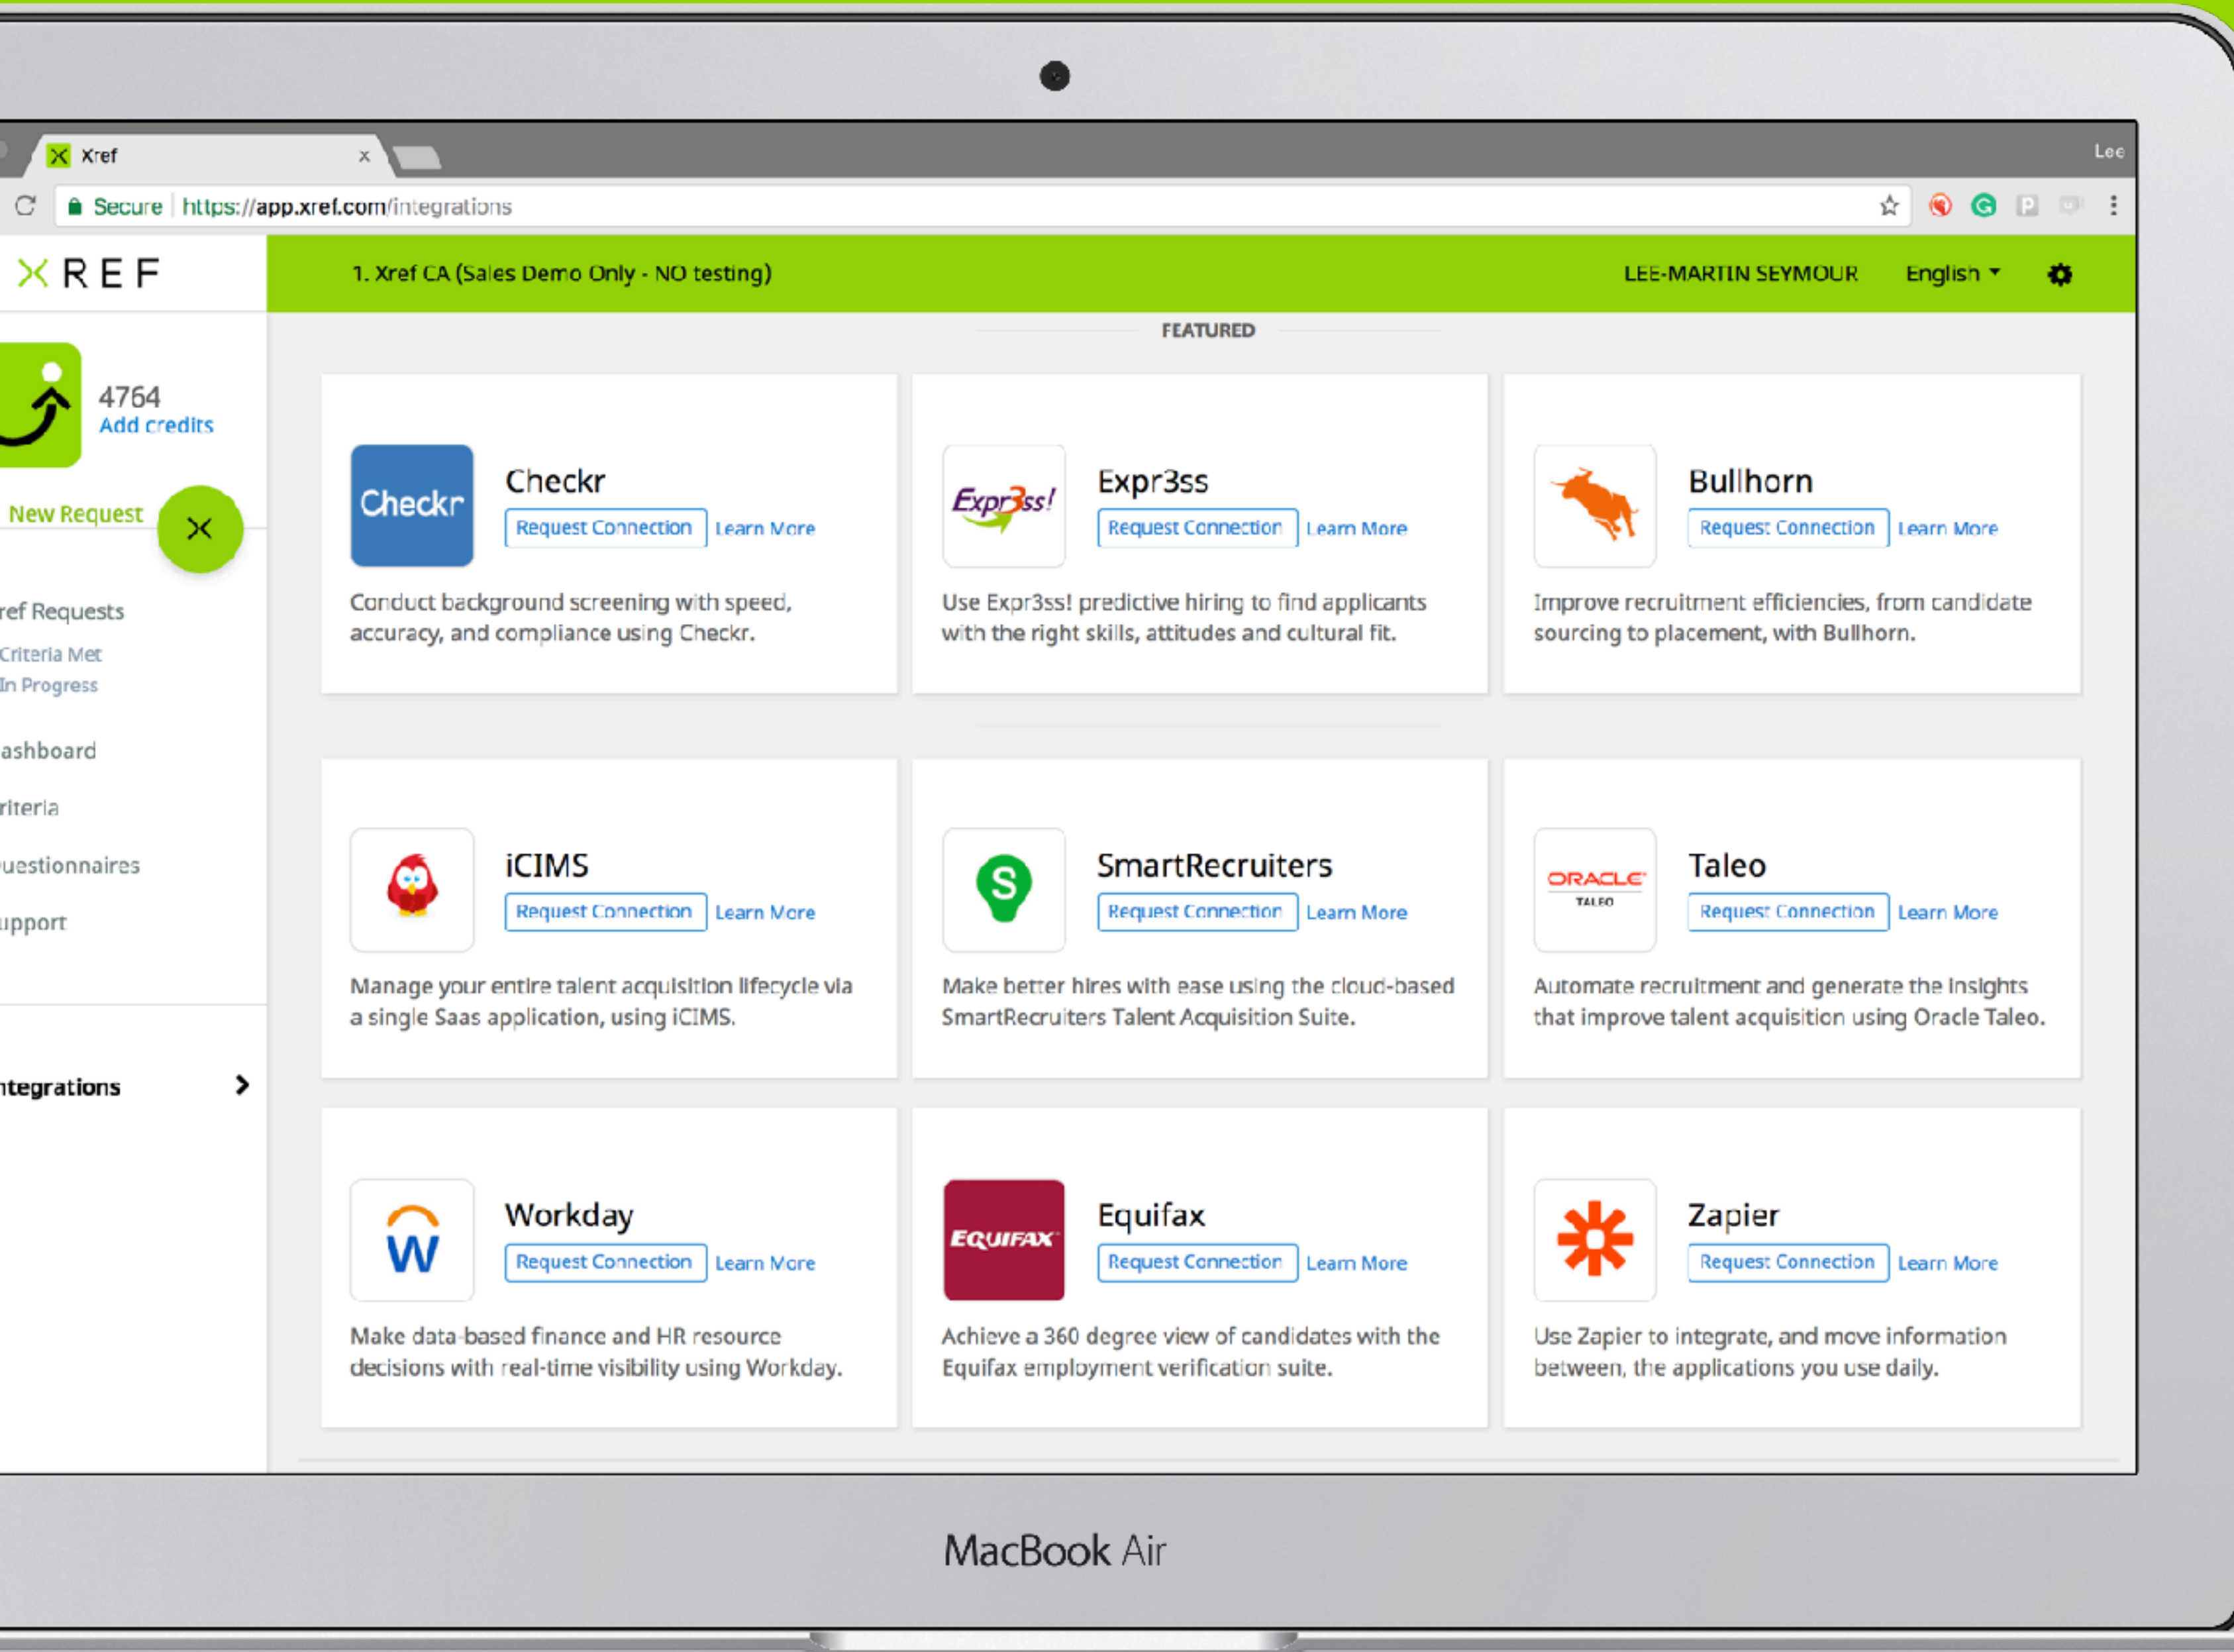 Xref
Lee
Secure https://app.xref.com/integrations
XREF
1. Xref CA (Sales Demo Only - NO testing)
LEE-MARTIN SEYMOUR
English
4764
Add credits
New Request
ref Requests
Criteria Met
In Progress
ashboard
riteria
uestionnaires
upport
ntegrations
FEATURED
Checkr
Checkr
Request Connection Learn More
Conduct background screening with speed,
accuracy, and compliance using Checkr.
Expr3ss!
Expr3ss
Request Connection Learn More
Use Expr3ss! predictive hiring to find applicants
with the right skills, attitudes and cultural fit.
Bullhorn
Request Connection Learn More
Improve recruitment efficiencies, from candidate
sourcing to placement, with Bullhorn.
iCIMS
Request Connection Learn More
Manage your entire talent acquisition lifecycle via
a single Saas application, using iCIMS.
S
SmartRecruiters
Request Connection Learn More
Make better hires with ease using the cloud-based
SmartRecruiters Talent Acquisition Suite.
ORACLE
TALEO
Taleo
Request Connection Learn More
Automate recruitment and generate the insights
that improve talent acquisition using Oracle Taleo.
W
Workday
Request Connection Learn More
Make data-based finance and HR resource
decisions with real-time visibility using Workday.
EQUIFAX
Equifax
Request Connection Learn More
Achieve a 360 degree view of candidates with the
Equifax employment verification suite.
Zapier
Request Connection Learn More
Use Zapier to integrate, and move information
between, the applications you use daily.
MacBook Air